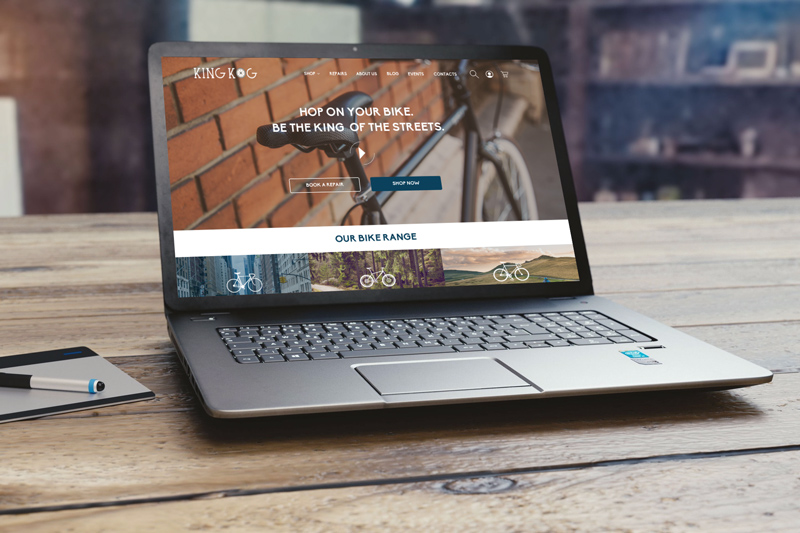 KING KOG
SHOP
REPAIRS
ABOUT US
BLOG
EVENTS
CONTACTS
HOP ON YOUR BIKE.
BE THE KING OF THE STREETS.
BOOK A REPAIR
SHOP NOW
OUR BIKE RANGE